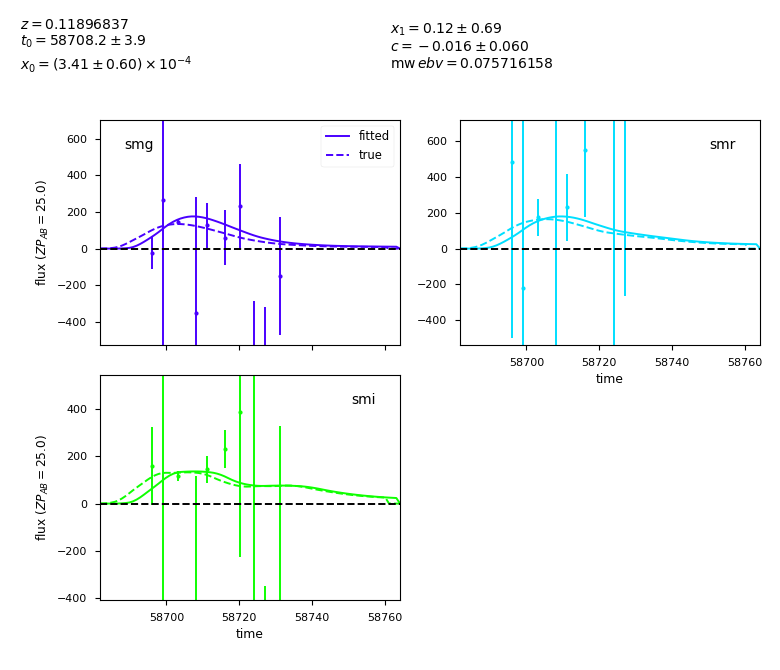 z = 0.11896837
t₀ = 58708.2 ± 3.9
x₀ = (3.41 ± 0.60) × 10⁻⁴
x₁ = 0.12 ± 0.69
c = −0.016 ± 0.060
mw ebv = 0.075716158
smg
fitted
true
flux (ZP_AB = 25.0)
600
400
200
0
−200
−400
smr
600
400
200
0
−200
−400
58700
58720
58740
58760
time
smi
flux (ZP_AB = 25.0)
400
200
0
−200
−400
58700
58720
58740
58760
time